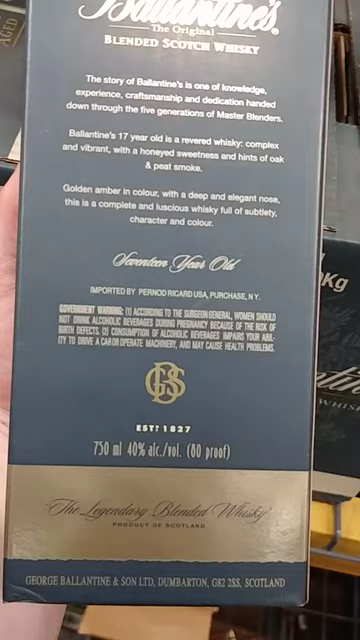 Ballantine's®
The Original
BLENDED SCOTCH WHISKY
The story of Ballantine's is one of knowledge,
experience, craftsmanship and dedication handed
down through the five generations of Master Blenders.
Ballantine's 17 year old is a revered whisky: complex
and vibrant, with a honeyed sweetness and hints of oak
& peat smoke.
Golden amber in colour, with a deep and elegant nose,
this is a complete and luscious whisky full of subtlety,
character and colour.
Seventeen Year Old
IMPORTED BY PERNOD RICARD USA, PURCHASE, N.Y.
GOVERNMENT WARNING: (1) ACCORDING TO THE SURGEON GENERAL, WOMEN SHOULD
NOT DRINK ALCOHOLIC BEVERAGES DURING PREGNANCY BECAUSE OF THE RISK OF
BIRTH DEFECTS. (2) CONSUMPTION OF ALCOHOLIC BEVERAGES IMPAIRS YOUR ABIL-
ITY TO DRIVE A CAR OR OPERATE MACHINERY, AND MAY CAUSE HEALTH PROBLEMS.
GBS
ESTD 1827
750 ml 40% alc./vol. (80 proof)
The Legendary Blended Whisky
PRODUCT OF SCOTLAND
GEORGE BALLANTINE & SON LTD, DUMBARTON, G82 2SS, SCOTLAND
AGED
Kg
WHIS